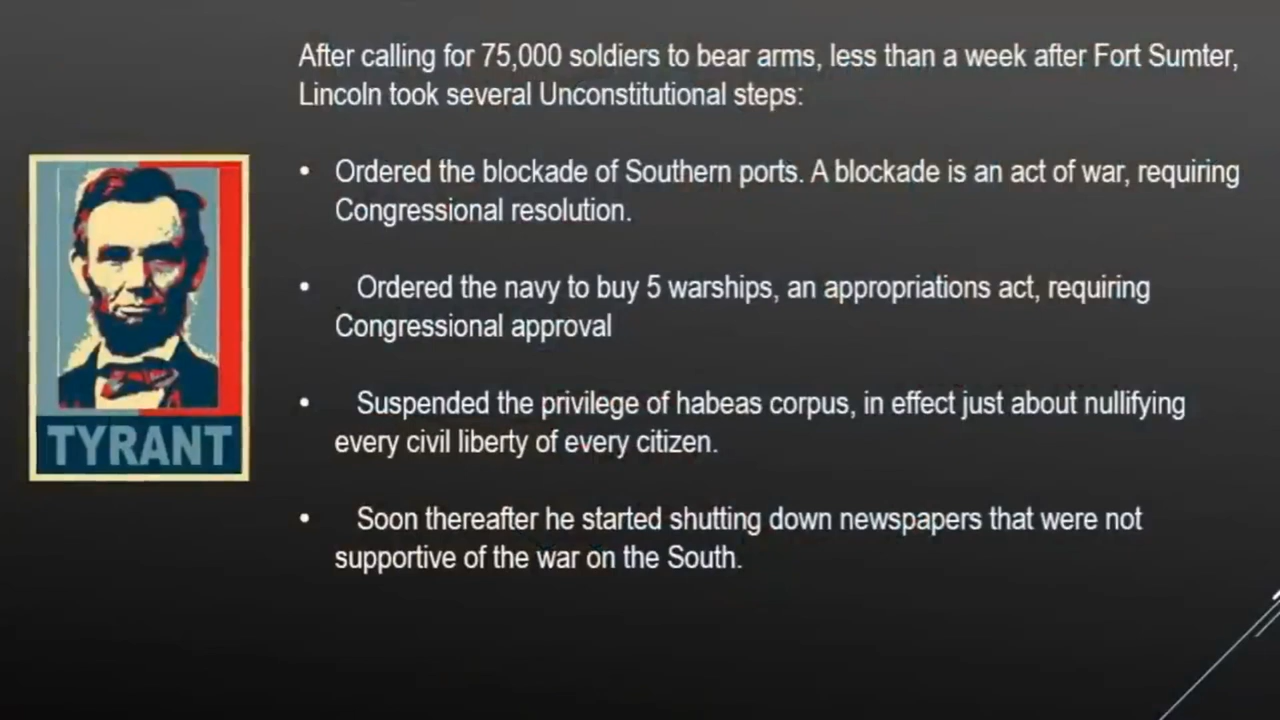 After calling for 75,000 soldiers to bear arms, less than a week after Fort Sumter,
Lincoln took several Unconstitutional steps:
• Ordered the blockade of Southern ports. A blockade is an act of war, requiring
Congressional resolution.
• Ordered the navy to buy 5 warships, an appropriations act, requiring
Congressional approval
• Suspended the privilege of habeas corpus, in effect just about nullifying
every civil liberty of every citizen.
• Soon thereafter he started shutting down newspapers that were not
supportive of the war on the South.
TYRANT